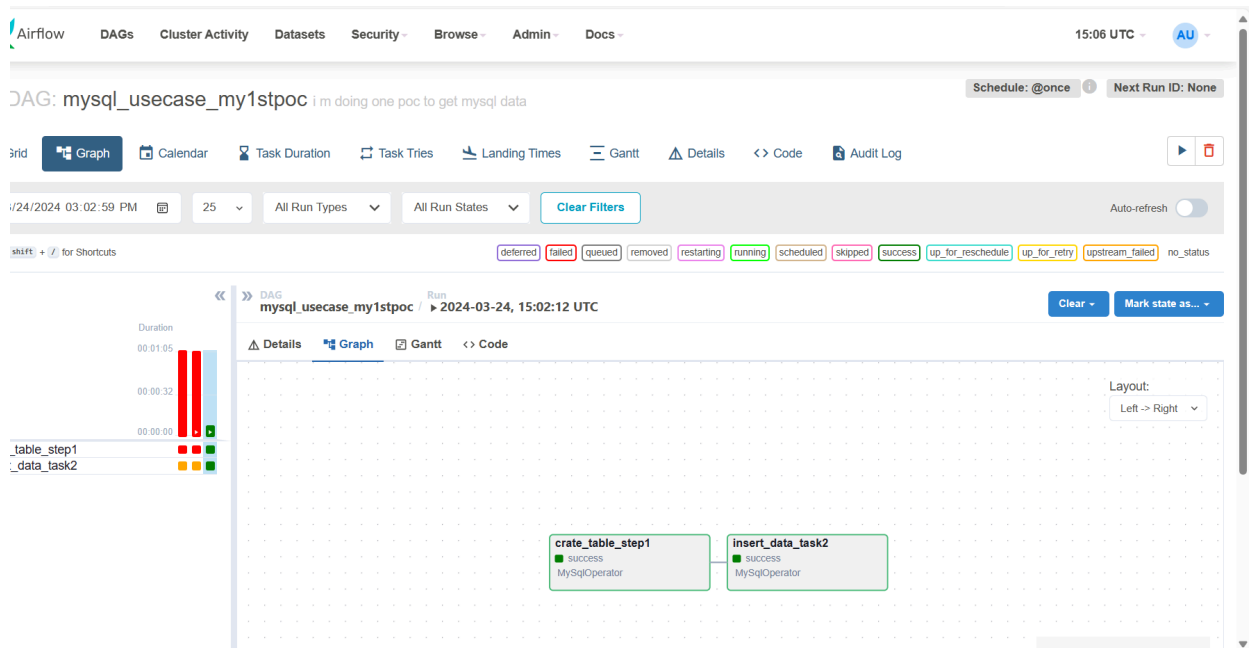 Airflow DAGs Cluster Activity Datasets Security Browse Admin Docs 15:06 UTC AU
DAG: mysql_usecase_my1stpoc i m doing one poc to get mysql data Schedule: @once i Next Run ID: None
Grid Graph Calendar Task Duration Task Tries Landing Times Gantt Details <> Code Audit Log
/24/2024 03:02:59 PM 25 All Run Types All Run States Clear Filters Auto-refresh
shift + / for Shortcuts deferred failed queued removed restarting running scheduled skipped success up_for_reschedule up_for_retry upstream_failed no_status
DAG Run
mysql_usecase_my1stpoc / 2024-03-24, 15:02:12 UTC Clear Mark state as...
Duration
Details Graph Gantt <> Code
00:01:05
Layout:
00:00:32
Left -> Right
00:00:00
_table_step1
_data_task2
crate_table_step1 insert_data_task2
success success
MySqlOperator MySqlOperator